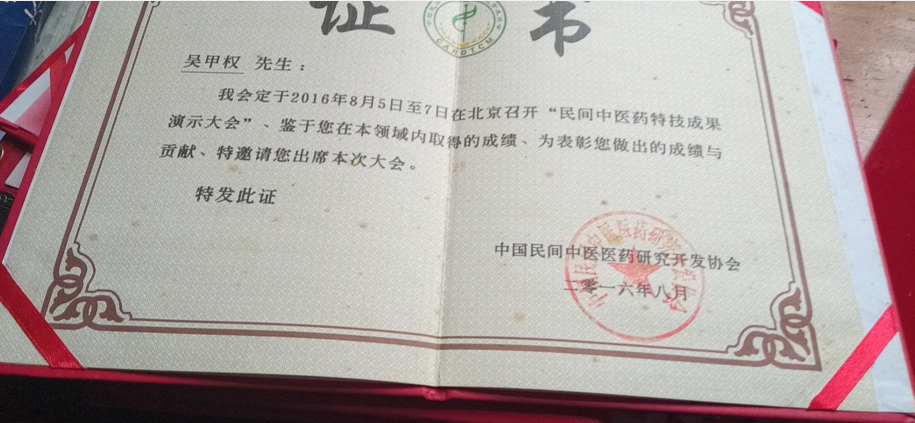 证书
CARDTCM
吴甲权 先生：
我会定于2016年8月5日至7日在北京召开“民间中医药特技成果
演示大会”、鉴于您在本领域内取得的成绩、为表彰您做出的成绩与
贡献、特邀请您出席本次大会。
特发此证
中国民间中医医药研究开发协会
二零一六年八月